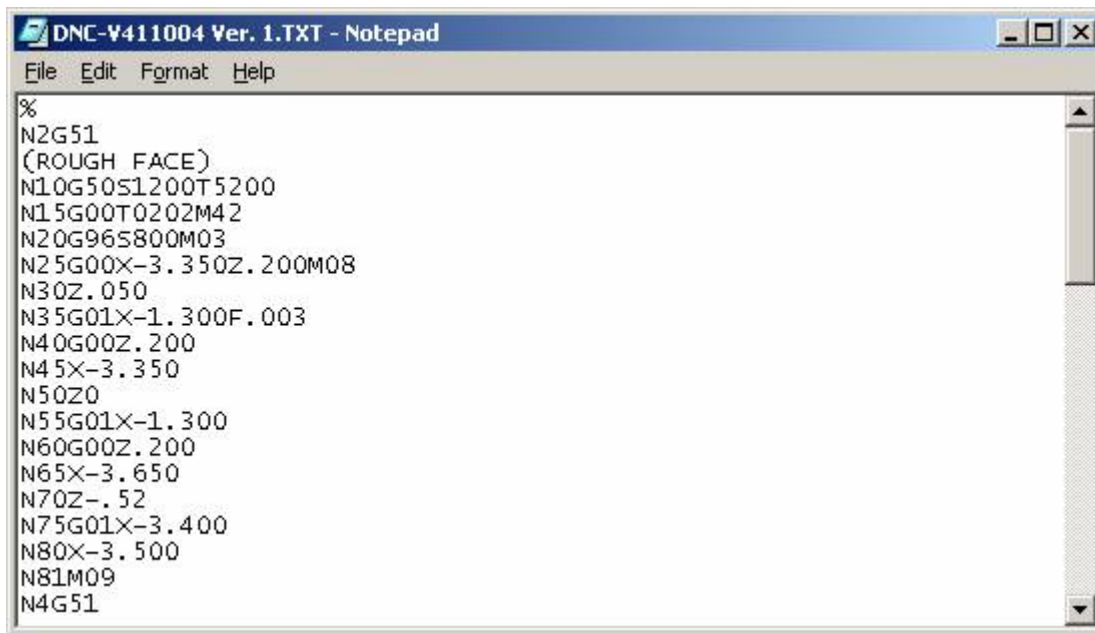 DNC-V411004 Ver. 1.TXT - Notepad
File Edit Format Help
%
N2G51
(ROUGH FACE)
N10G50S1200T5200
N15G00T0202M42
N20G96S800M03
N25G00X-3.350Z.200M08
N30Z.050
N35G01X-1.300F.003
N40G00Z.200
N45X-3.350
N50Z0
N55G01X-1.300
N60G00Z.200
N65X-3.650
N70Z-.52
N75G01X-3.400
N80X-3.500
N81M09
N4G51